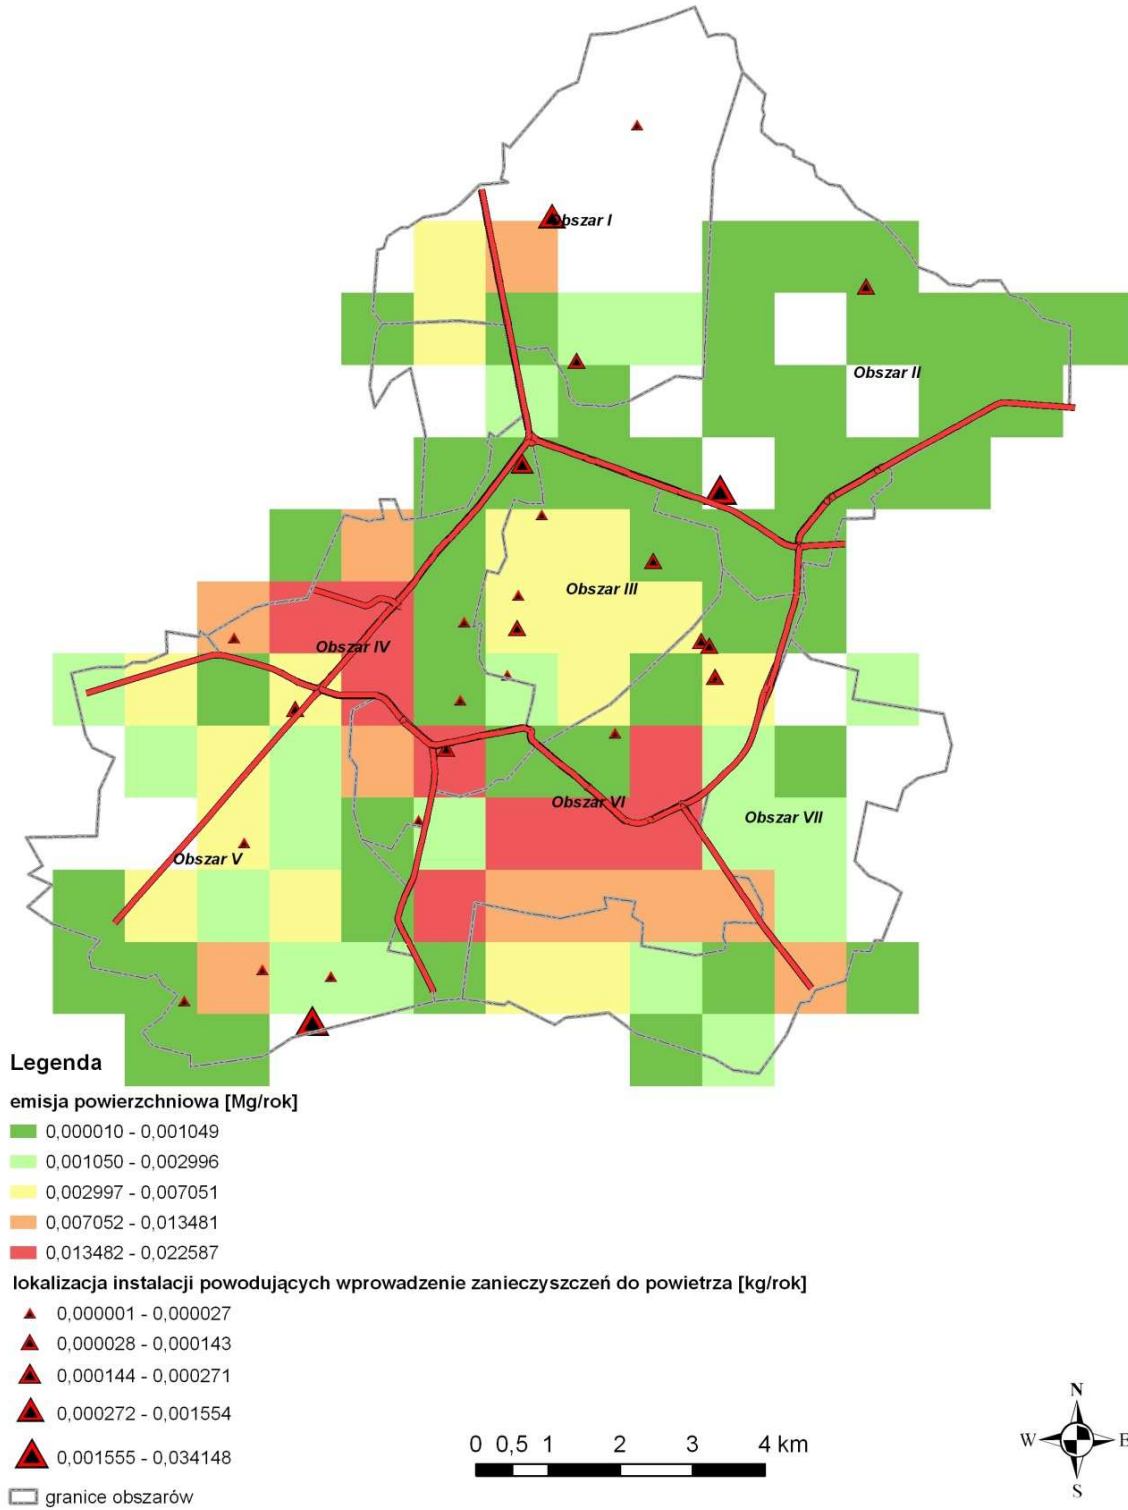 Obszar I
Obszar II
Obszar III
Obszar IV
Obszar VI
Obszar VII
Obszar V
Legenda
emisja powierzchniowa [Mg/rok]
0,000010 - 0,001049
0,001050 - 0,002996
0,002997 - 0,007051
0,007052 - 0,013481
0,013482 - 0,022587
lokalizacja instalacji powodujących wprowadzenie zanieczyszczeń do powietrza [kg/rok]
0,000001 - 0,000027
0,000028 - 0,000143
0,000144 - 0,000271
0,000272 - 0,001554
0,001555 - 0,034148
granice obszarów
0 0,5 1 2 3 4 km
N
W E
S